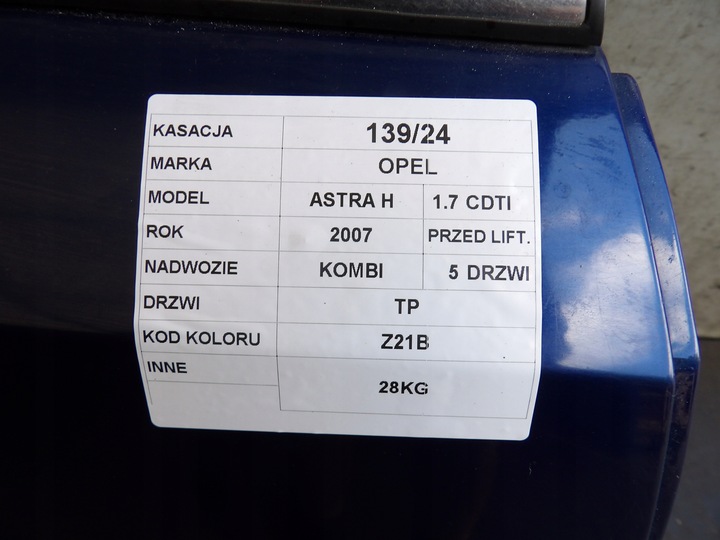 KASACJA 139/24
MARKA OPEL
MODEL ASTRA H 1.7 CDTI
ROK 2007 PRZED LIFT.
NADWOZIE KOMBI 5 DRZWI
DRZWI TP
KOD KOLORU Z21B
INNE 28KG